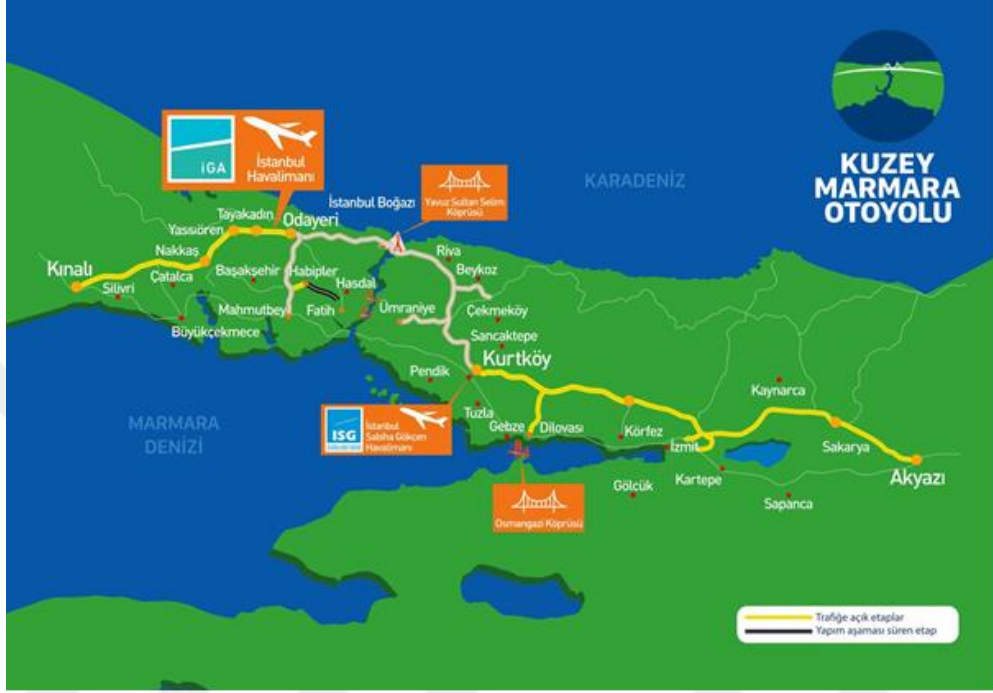 KUZEY
MARMARA
OTOYOLU
KARADENİZ
iGA
İstanbul
Havalimanı
Yavuz Sultan Selim
Köprüsü
İstanbul Boğazı
Tayakadın
Odayeri
Yassıören
Nakkaş
Kınalı
Silivri
Çatalca
Başakşehir
Habipler
Hasdal
Mahmutbey
Fatih
Büyükçekmece
Riva
Beykoz
Ümraniye
Çekmeköy
Sancaktepe
Kurtköy
Pendik
Tuzla
Gebze
Dilovası
Körfez
İzmit
Kaynarca
Sakarya
Akyazı
Kartepe
Sapanca
Gölcük
MARMARA
DENİZİ
ISG
İstanbul
Sabiha Gökçen
Havalimanı
Osmangazi Köprüsü
Trafiğe açık etaplar
Yapım aşaması süren etap